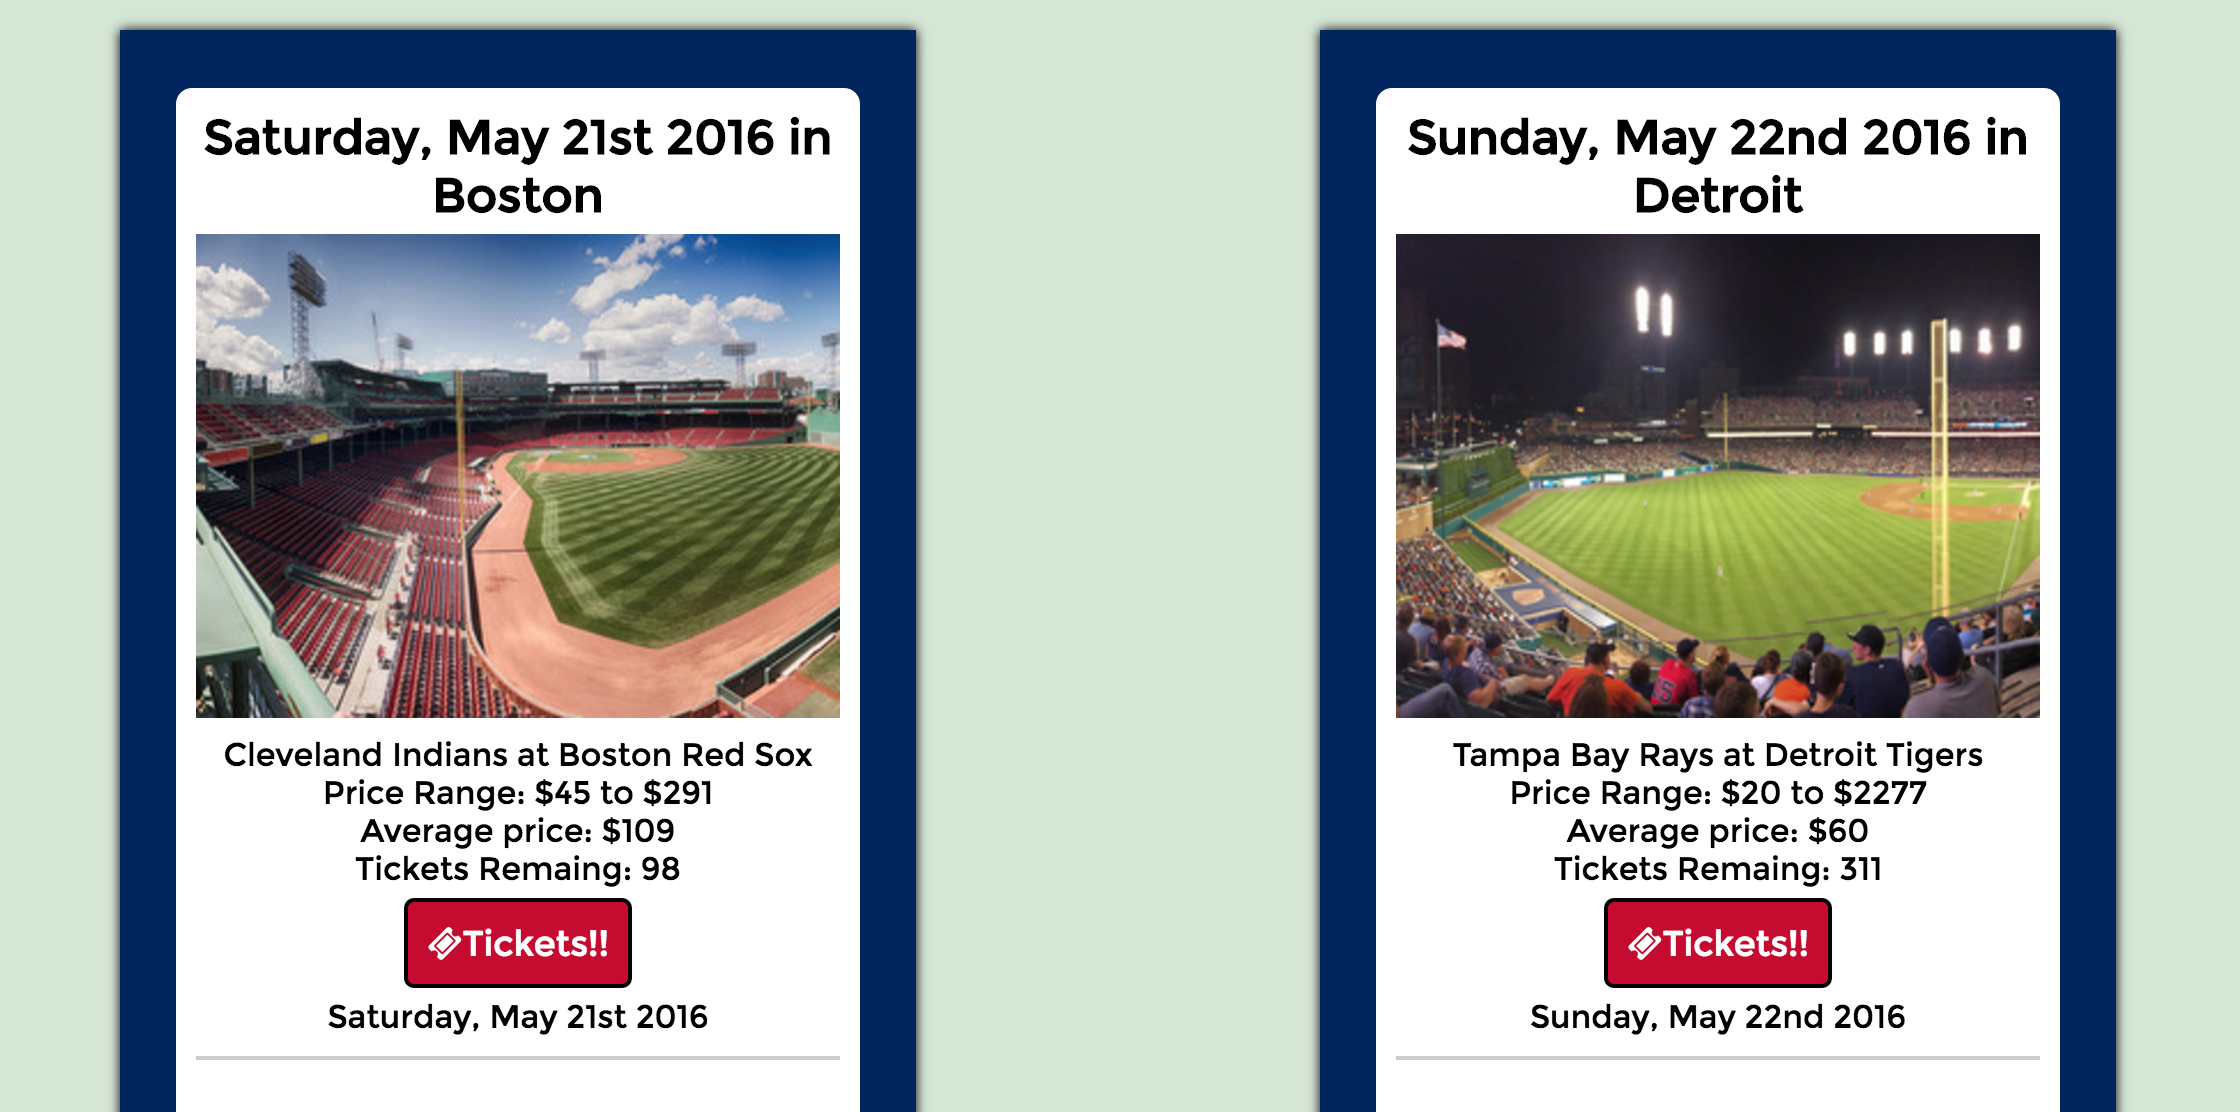 Saturday, May 21st 2016 in
Boston
Cleveland Indians at Boston Red Sox
Price Range: $45 to $291
Average price: $109
Tickets Remaing: 98
Tickets!!
Saturday, May 21st 2016
Sunday, May 22nd 2016 in
Detroit
15
Tampa Bay Rays at Detroit Tigers
Price Range: $20 to $2277
Average price: $60
Tickets Remaing: 311
Tickets!!
Sunday, May 22nd 2016